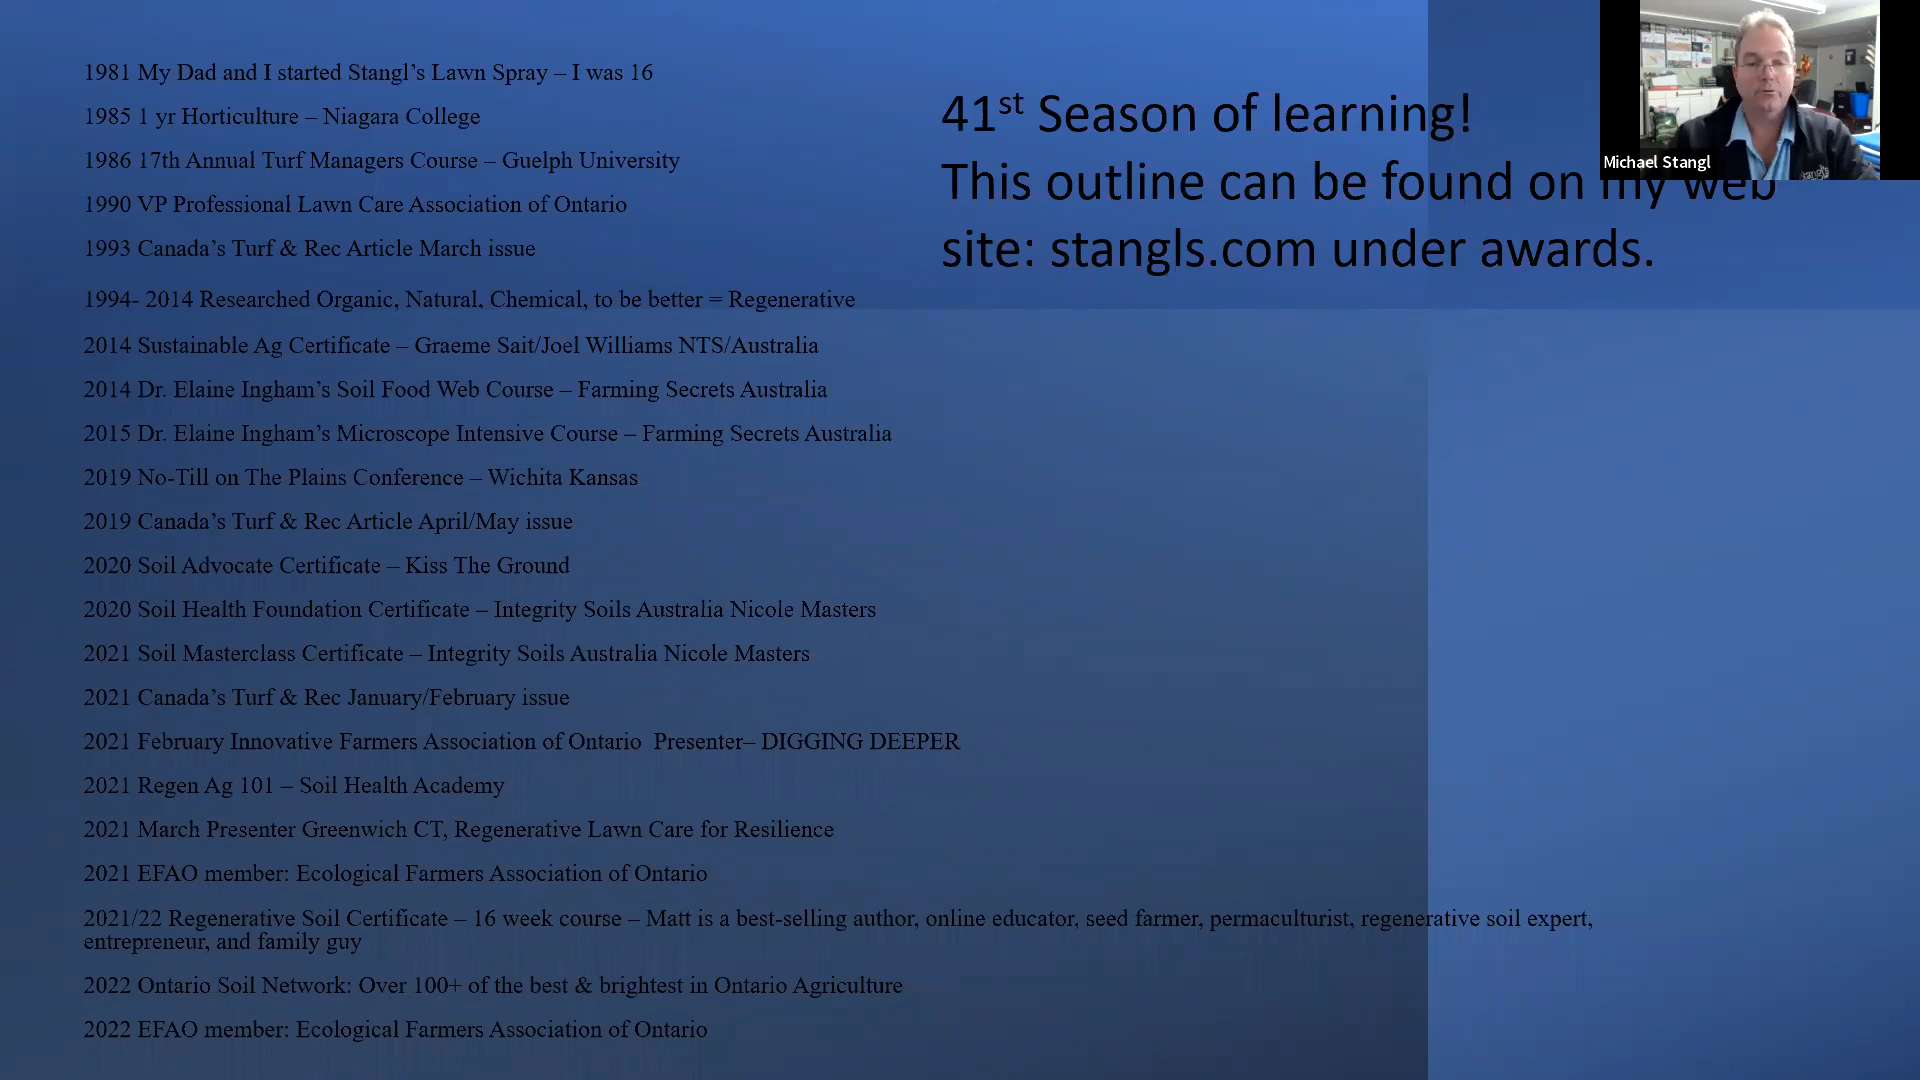 1981 My Dad and I started Stangl’s Lawn Spray – I was 16
1985 1 yr Horticulture – Niagara College
1986 17th Annual Turf Managers Course – Guelph University
1990 VP Professional Lawn Care Association of Ontario
1993 Canada’s Turf & Rec Article March issue
1994- 2014 Researched Organic, Natural, Chemical, to be better = Regenerative
2014 Sustainable Ag Certificate – Graeme Sait/Joel Williams NTS/Australia
2014 Dr. Elaine Ingham’s Soil Food Web Course – Farming Secrets Australia
2015 Dr. Elaine Ingham’s Microscope Intensive Course – Farming Secrets Australia
2019 No-Till on The Plains Conference – Wichita Kansas
2019 Canada’s Turf & Rec Article April/May issue
2020 Soil Advocate Certificate – Kiss The Ground
2020 Soil Health Foundation Certificate – Integrity Soils Australia Nicole Masters
2021 Soil Masterclass Certificate – Integrity Soils Australia Nicole Masters
2021 Canada’s Turf & Rec January/February issue
2021 February Innovative Farmers Association of Ontario  Presenter– DIGGING DEEPER
2021 Regen Ag 101 – Soil Health Academy
2021 March Presenter Greenwich CT, Regenerative Lawn Care for Resilience
2021 EFAO member: Ecological Farmers Association of Ontario
2021/22 Regenerative Soil Certificate – 16 week course – Matt is a best-selling author, online educator, seed farmer, permaculturist, regenerative soil expert,
entrepreneur, and family guy
2022 Ontario Soil Network: Over 100+ of the best & brightest in Ontario Agriculture
2022 EFAO member: Ecological Farmers Association of Ontario
41st Season of learning!
This outline can be found on my web
site: stangls.com under awards.
Michael Stangl